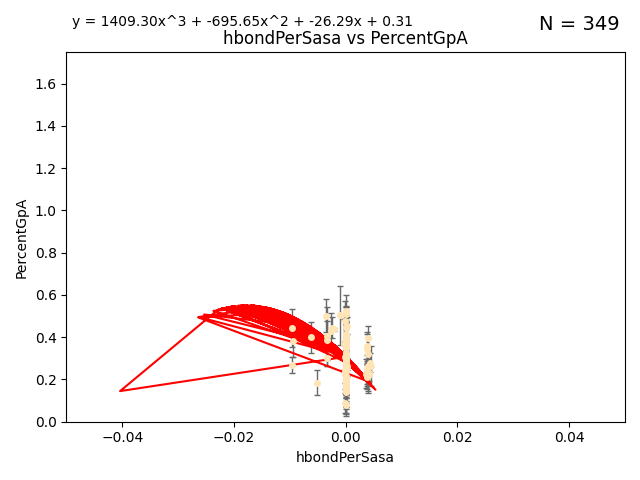 y = 1409.30x^3 + -695.65x^2 + -26.29x + 0.31
N = 349
hbondPerSasa vs PercentGpA
PercentGpA
1.6
1.4
1.2
1.0
0.8
0.6
0.4
0.2
0.0
−0.04
−0.02
0.00
0.02
0.04
hbondPerSasa